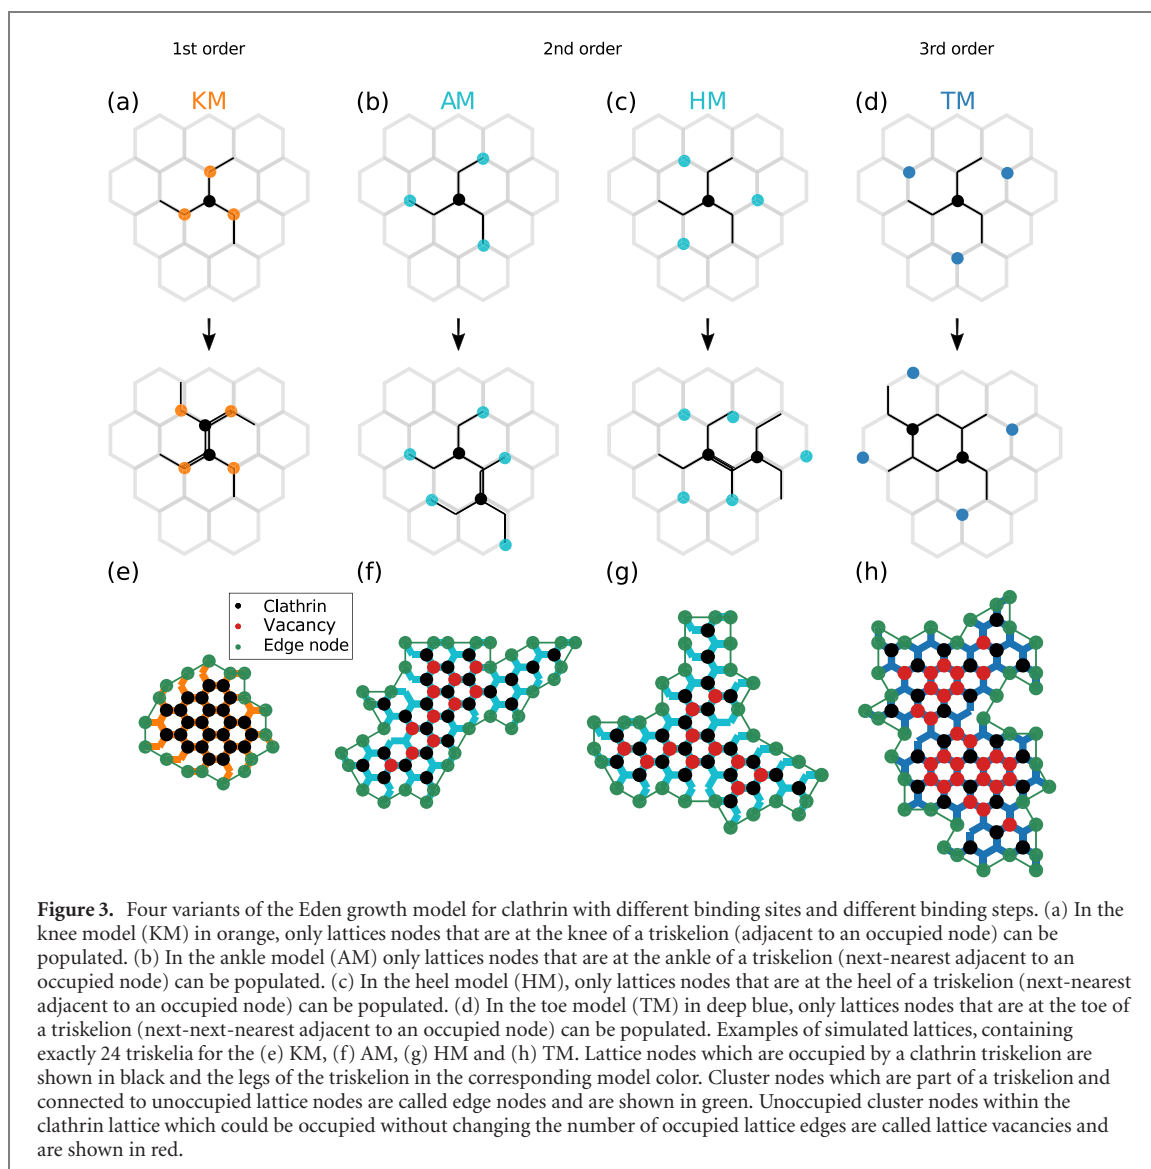 1st order
2nd order
3rd order
(a) KM
(b) AM
(c) HM
(d) TM
(e)
(f)
(g)
(h)
Clathrin
Vacancy
Edge node
Figure 3. Four variants of the Eden growth model for clathrin with different binding sites and different binding steps. (a) In the
knee model (KM) in orange, only lattices nodes that are at the knee of a triskelion (adjacent to an occupied node) can be
populated. (b) In the ankle model (AM) only lattices nodes that are at the ankle of a triskelion (next-nearest adjacent to an
occupied node) can be populated. (c) In the heel model (HM), only lattices nodes that are at the heel of a triskelion (next-nearest
adjacent to an occupied node) can be populated. (d) In the toe model (TM) in deep blue, only lattices nodes that are at the toe of
a triskelion (next-next-nearest adjacent to an occupied node) can be populated. Examples of simulated lattices, containing
exactly 24 triskelia for the (e) KM, (f) AM, (g) HM and (h) TM. Lattice nodes which are occupied by a clathrin triskelion are
shown in black and the legs of the triskelion in the corresponding model color. Cluster nodes which are part of a triskelion and
connected to unoccupied lattice nodes are called edge nodes and are shown in green. Unoccupied cluster nodes within the
clathrin lattice which could be occupied without changing the number of occupied lattice edges are called lattice vacancies and
are shown in red.